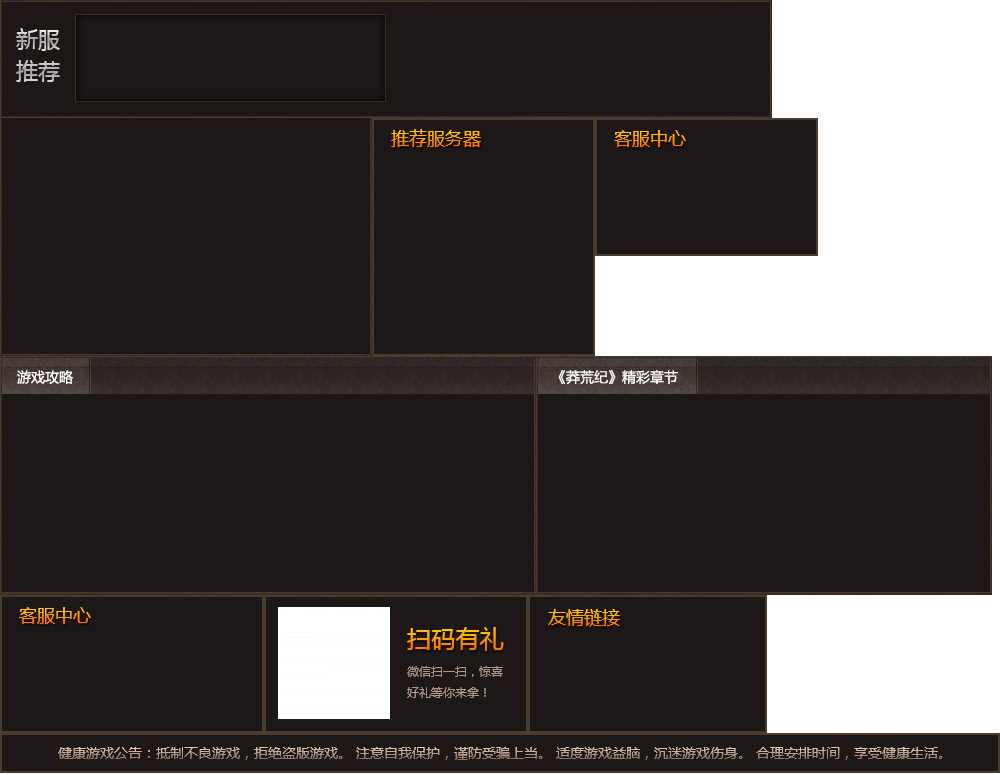 新服
推荐
推荐服务器
客服中心
游戏攻略
《莽荒纪》精彩章节
客服中心
扫码有礼
微信扫一扫，惊喜
好礼等你来拿！
友情链接
健康游戏公告：抵制不良游戏，拒绝盗版游戏。 注意自我保护，谨防受骗上当。 适度游戏益脑，沉迷游戏伤身。 合理安排时间，享受健康生活。